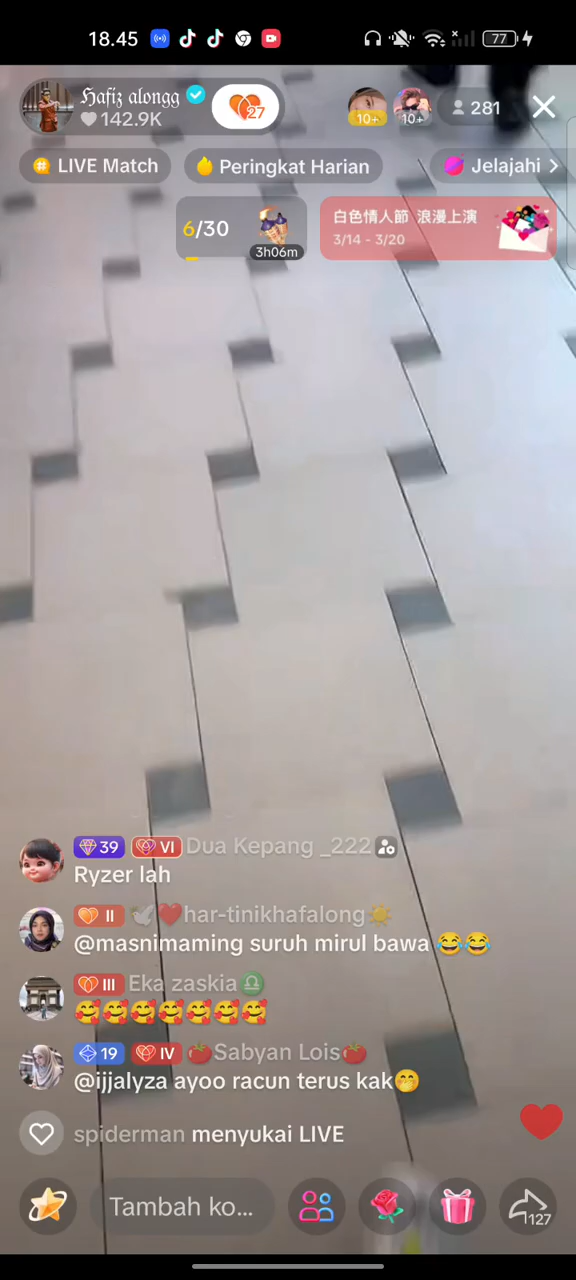 18.45
77
Hafiz alongg
142.9K
27
10+
10+
281
LIVE Match
Peringkat Harian
Jelajahi
6/30
3h06m
白色情人節 浪漫上演
3/14 - 3/20
39 VI Dua Kepang _222
Ryzer lah
II 🕊️❤️har-tinikhafalong☀️
@masnimaming suruh mirul bawa 😂😂
III Eka zaskia♎
🥰🥰🥰🥰🥰🥰🥰
19 IV 🍅Sabyan Lois🍅
@ijjalyza ayoo racun terus kak🤭
spiderman menyukai LIVE
Tambah ko...
127